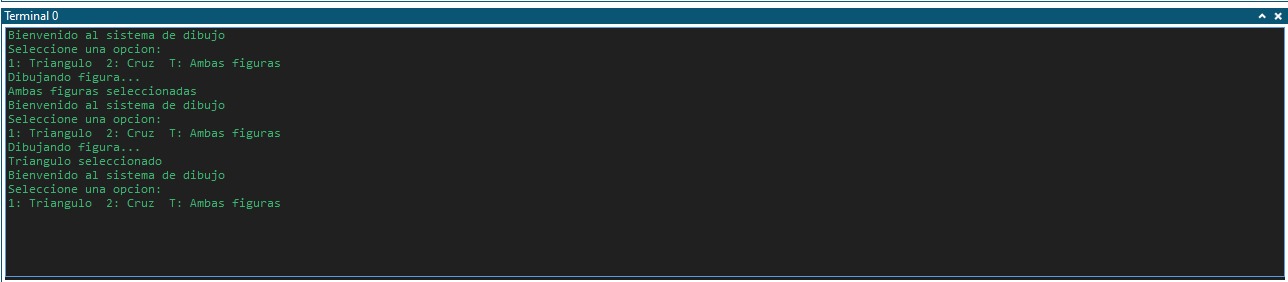 Terminal 0
Bienvenido al sistema de dibujo
Seleccione una opcion:
1: Triangulo  2: Cruz  T: Ambas figuras
Dibujando figura...
Ambas figuras seleccionadas
Bienvenido al sistema de dibujo
Seleccione una opcion:
1: Triangulo  2: Cruz  T: Ambas figuras
Dibujando figura...
Triangulo seleccionado
Bienvenido al sistema de dibujo
Seleccione una opcion:
1: Triangulo  2: Cruz  T: Ambas figuras